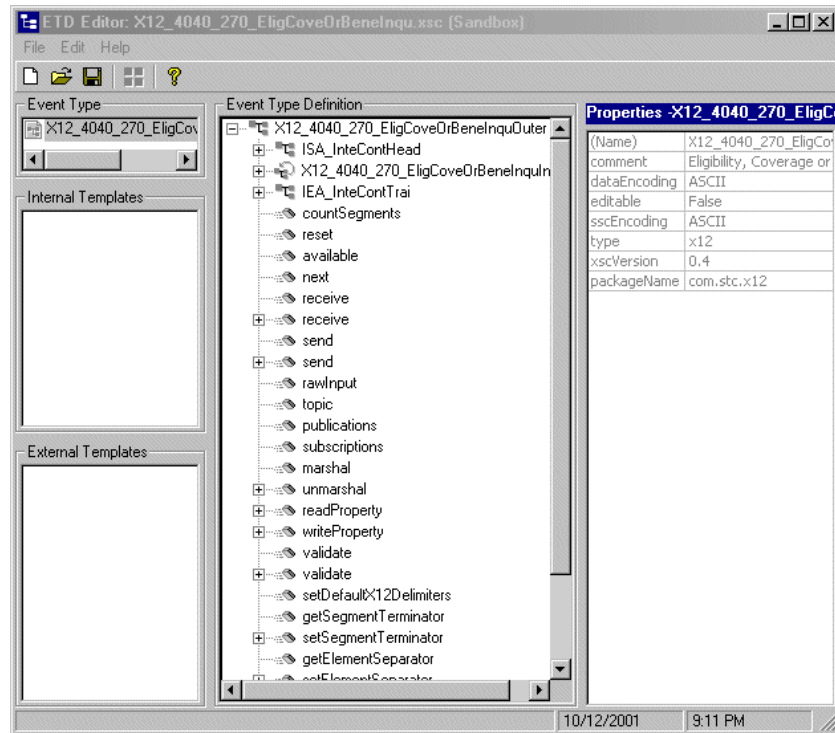 ETD Editor: X12_4040_270_EligCoveOrBeneInqu.xsc (Sandbox)
File Edit Help
Event Type
X12_4040_270_EligCov
Internal Templates
External Templates
Event Type Definition
X12_4040_270_EligCoveOrBeneInquOuter
ISA_InteContHead
X12_4040_270_EligCoveOrBeneInquIn
IEA_InteContTrai
countSegments
reset
available
next
receive
receive
send
send
rawInput
topic
publications
subscriptions
marshal
unmarshal
readProperty
writeProperty
validate
validate
setDefaultX12Delimiters
getSegmentTerminator
setSegmentTerminator
getElementSeparator
setElementSeparator
Properties -X12_4040_270_EligC
(Name) X12_4040_270_EligCo
comment Eligibility, Coverage or
dataEncoding ASCII
editable False
sscEncoding ASCII
type x12
xscVersion 0.4
packageName com.stc.x12
10/12/2001 9:11 PM